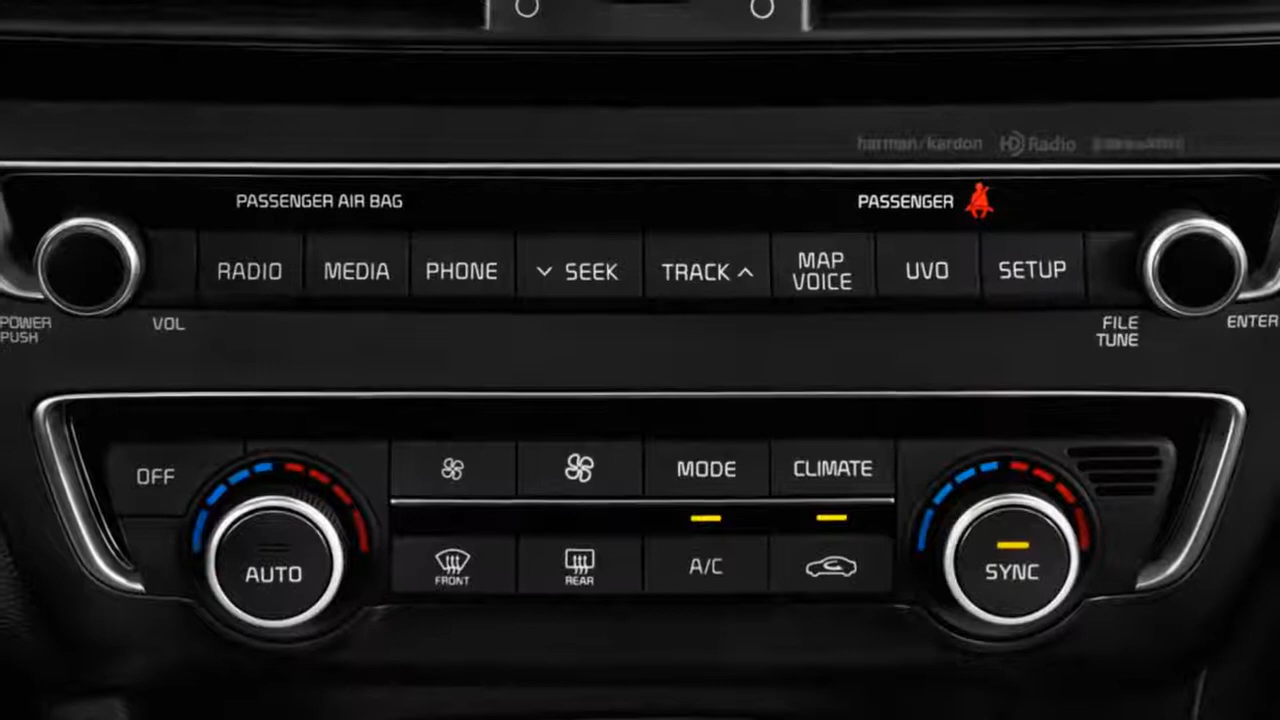 harman/kardon HD Radio
PASSENGER AIR BAG
PASSENGER
RADIO
MEDIA
PHONE
SEEK
TRACK
MAP
VOICE
UVO
SETUP
POWER
PUSH
VOL
FILE
TUNE
ENTER
OFF
MODE
CLIMATE
AUTO
FRONT
REAR
A/C
SYNC